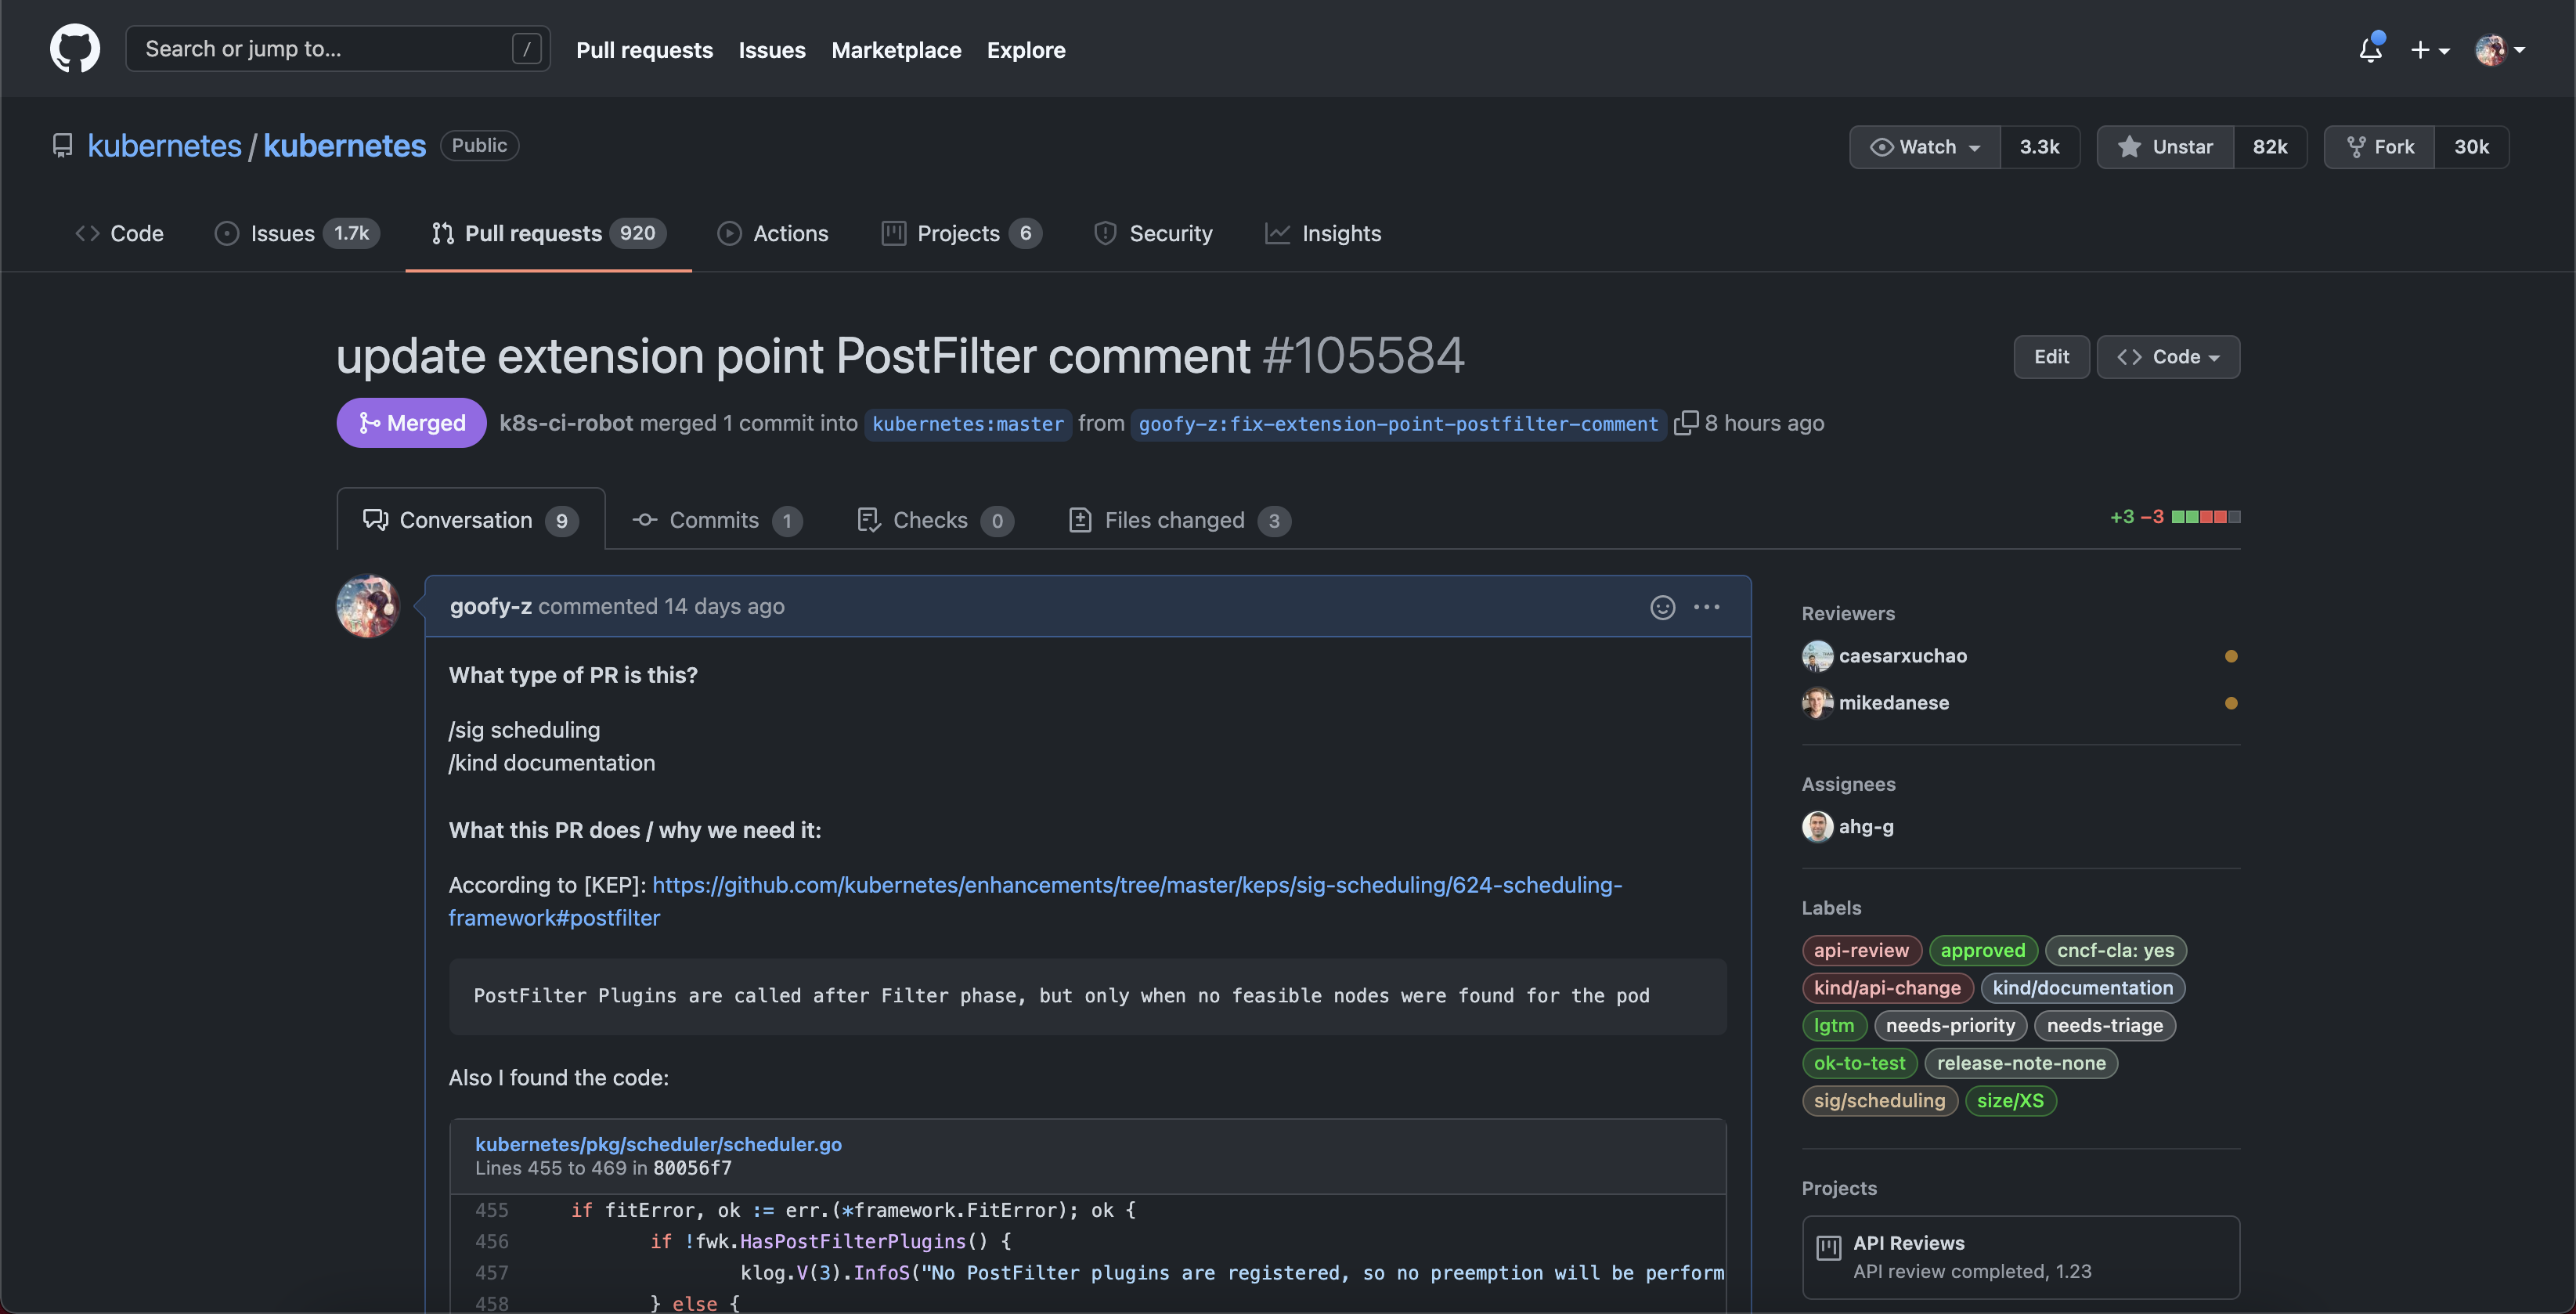 Search or jump to... /
Pull requests Issues Marketplace Explore
kubernetes / kubernetes Public
Watch 3.3k Unstar 82k Fork 30k
Code Issues 1.7k Pull requests 920 Actions Projects 6 Security Insights
update extension point PostFilter comment #105584
Edit Code
Merged k8s-ci-robot merged 1 commit into kubernetes:master from goofy-z:fix-extension-point-postfilter-comment 8 hours ago
Conversation 9 Commits 1 Checks 0 Files changed 3
+3 −3
goofy-z commented 14 days ago
What type of PR is this?
/sig scheduling
/kind documentation
What this PR does / why we need it:
According to [KEP]: https://github.com/kubernetes/enhancements/tree/master/keps/sig-scheduling/624-scheduling-
framework#postfilter
PostFilter Plugins are called after Filter phase, but only when no feasible nodes were found for the pod
Also I found the code:
kubernetes/pkg/scheduler/scheduler.go
Lines 455 to 469 in 80056f7
455 if fitError, ok := err.(*framework.FitError); ok {
456 if !fwk.HasPostFilterPlugins() {
457 klog.V(3).InfoS("No PostFilter plugins are registered, so no preemption will be perform
458 } else {
Reviewers
caesarxuchao
mikedanese
Assignees
ahg-g
Labels
api-review approved cncf-cla: yes
kind/api-change kind/documentation
lgtm needs-priority needs-triage
ok-to-test release-note-none
sig/scheduling size/XS
Projects
API Reviews
API review completed, 1.23